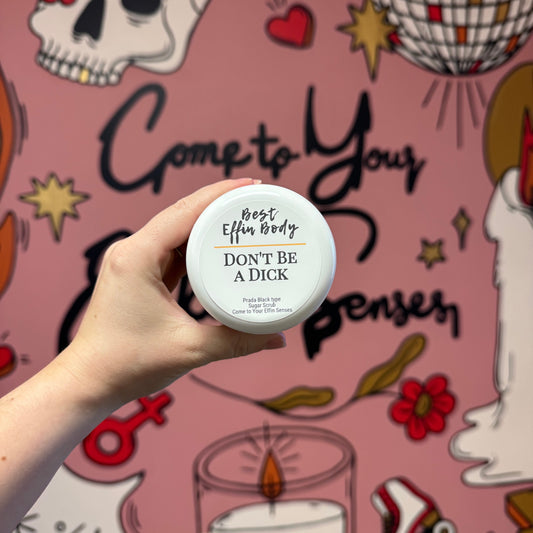 Come to Your
Senses
Best
Effin Body
DON'T BE
A DICK
Prada Black type
Sugar Scrub
Come to Your Effin Senses